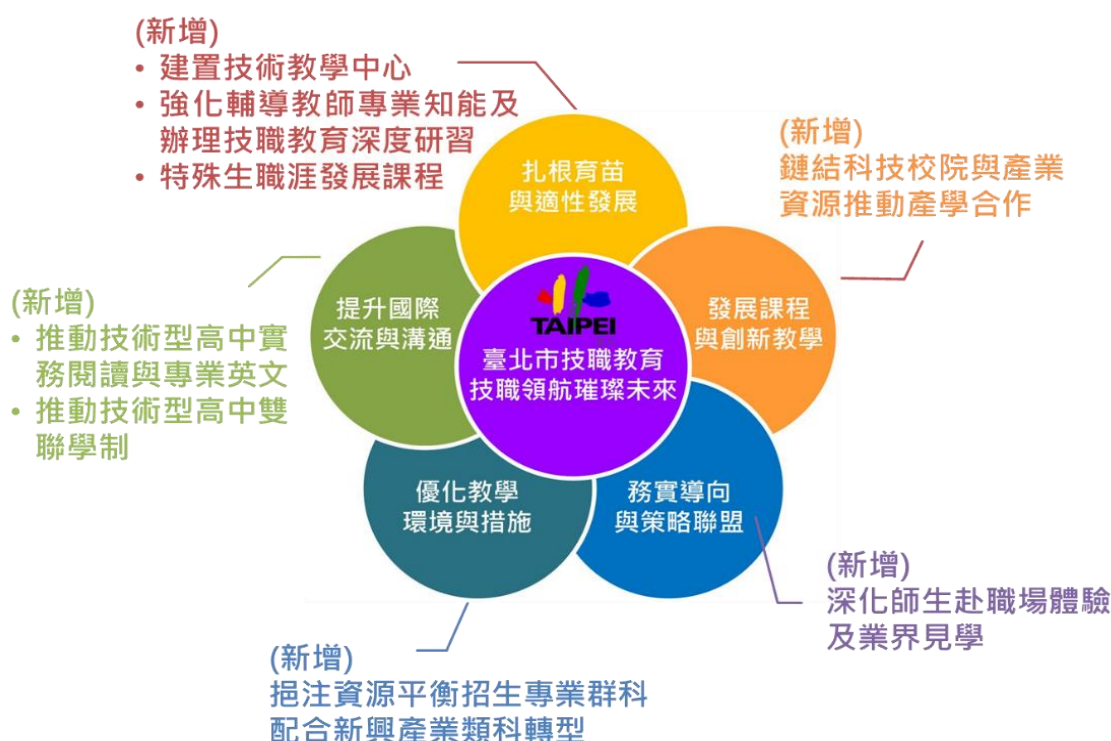 (新增)
• 建置技術教學中心
• 強化輔導教師專業知能及
辦理技職教育深度研習
• 特殊生職涯發展課程
(新增)
鏈結科技校院與產業
資源推動產學合作
扎根育苗
與適性發展
(新增)
• 推動技術型高中實
務閱讀與專業英文
• 推動技術型高中雙
聯學制
提升國際
交流與溝通
TAIPEI
臺北市技職教育
技職領航璀璨未來
發展課程
與創新教學
優化教學
環境與措施
務實導向
與策略聯盟
(新增)
深化師生赴職場體驗
及業界見學
(新增)
挹注資源平衡招生專業群科
配合新興產業類科轉型